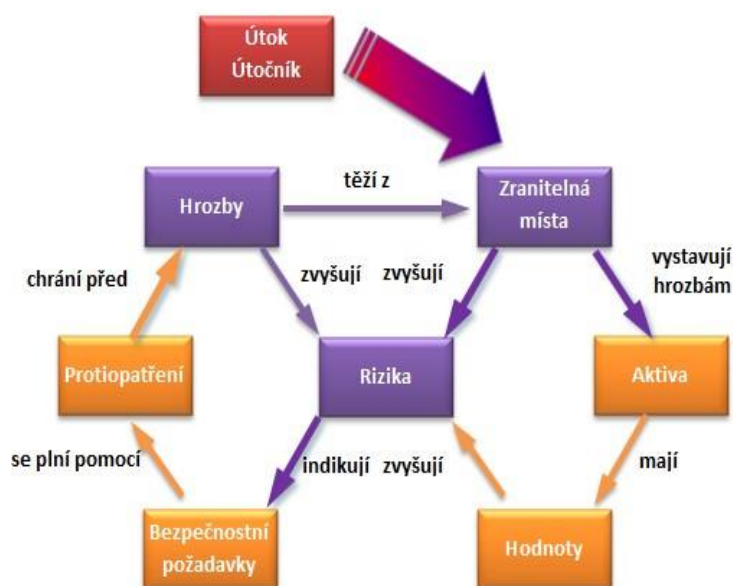 Útok
Útočník
těží z
Hrozby
Zranitelná
místa
chrání před
zvyšují
zvyšují
vystavují
hrozbám
Protiopatření
Rizika
Aktiva
se plní pomocí
indikují
zvyšují
mají
Bezpečnostní
požadavky
Hodnoty